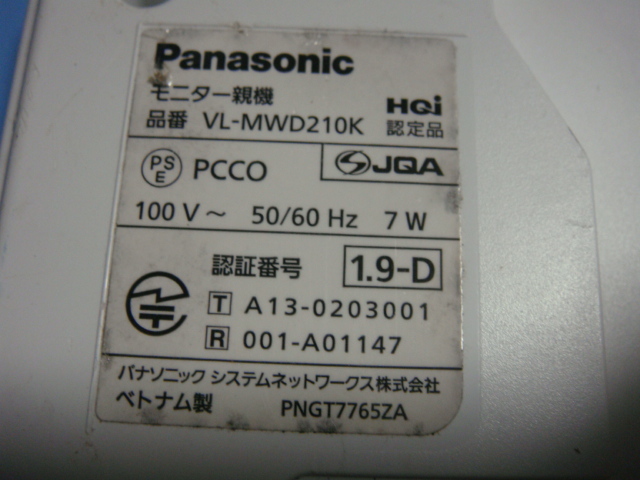 Panasonic
モニター親機
品番 VL-MWD210K
HQi
認定品
PS
E
PCCO
JQA
100 V～ 50/60 Hz 7 W
認証番号 1.9-D
T A13-0203001
R 001-A01147
パナソニック システムネットワークス株式会社
ベトナム製 PNGT7765ZA